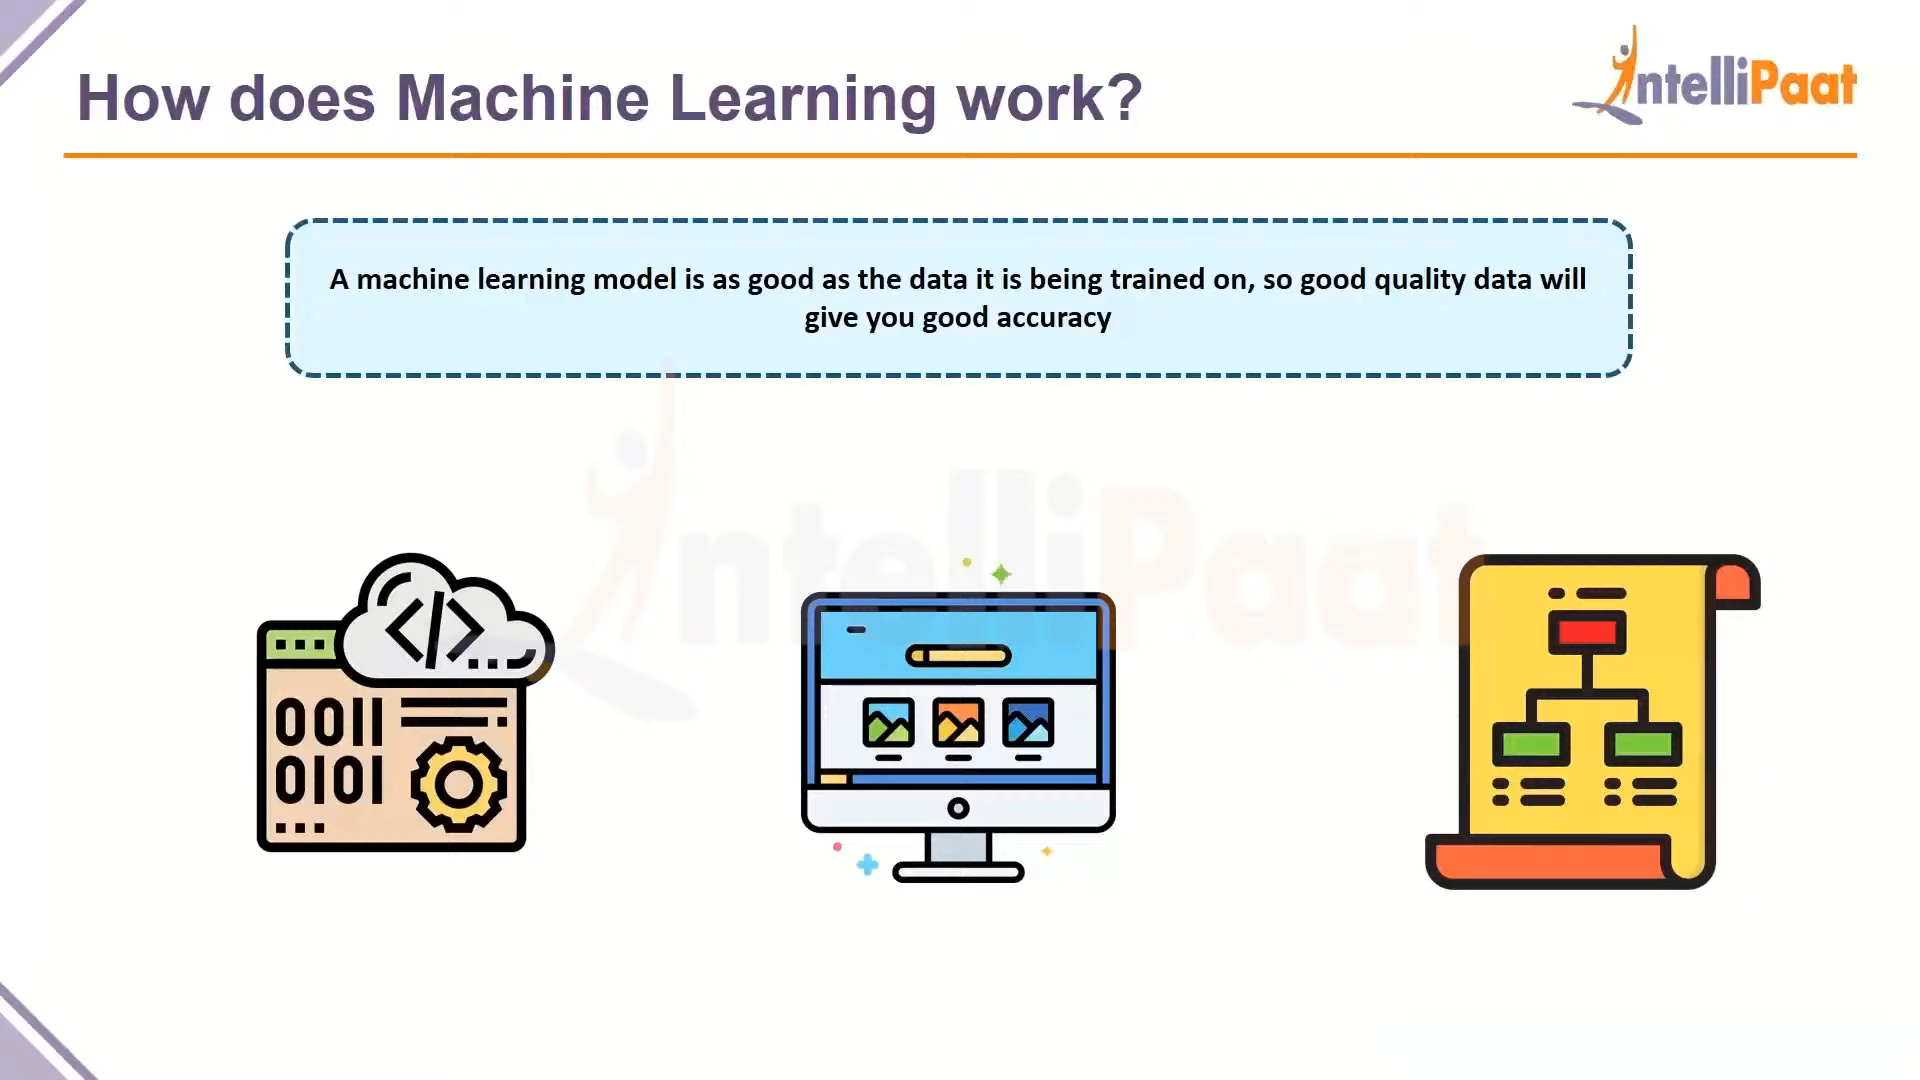 How does Machine Learning work?
IntelliPaat
A machine learning model is as good as the data it is being trained on, so good quality data will
give you good accuracy
IntelliPaat
</>
0011
0101